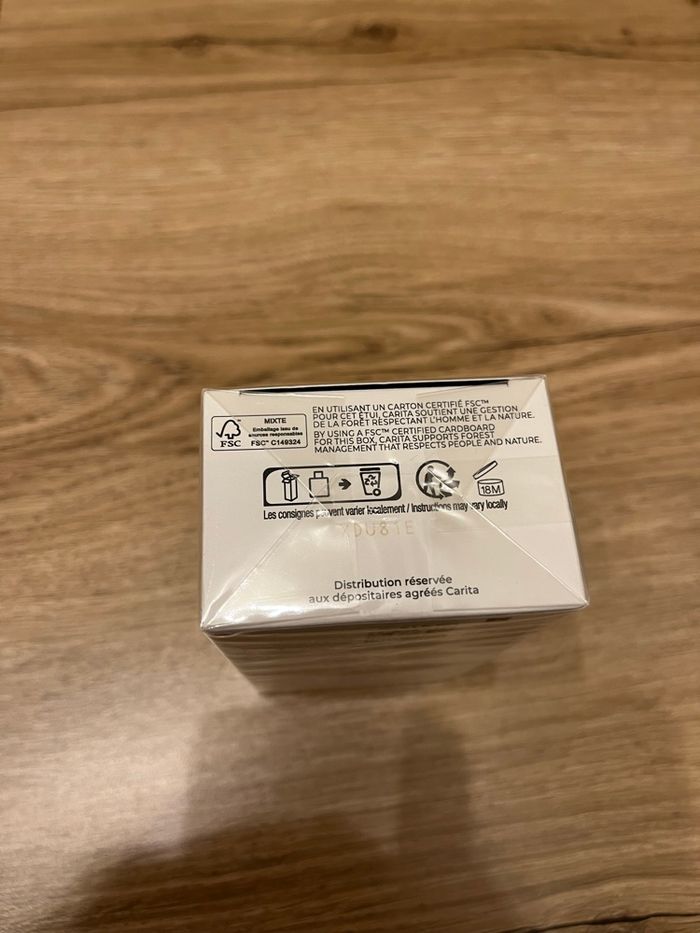 FSC
MIXTE
Emballage issu de
sources responsables
FSC™ C149324
EN UTILISANT UN CARTON CERTIFIÉ FSC™
POUR CET ÉTUI, CARITA SOUTIENT UNE GESTION
DE LA FORÊT RESPECTANT L'HOMME ET LA NATURE.
BY USING A FSC™ CERTIFIED CARDBOARD
FOR THIS BOX, CARITA SUPPORTS FOREST
MANAGEMENT THAT RESPECTS PEOPLE AND NATURE.
18M
Les consignes peuvent varier localement / Instructions may vary locally
Distribution réservée
aux dépositaires agréés Carita